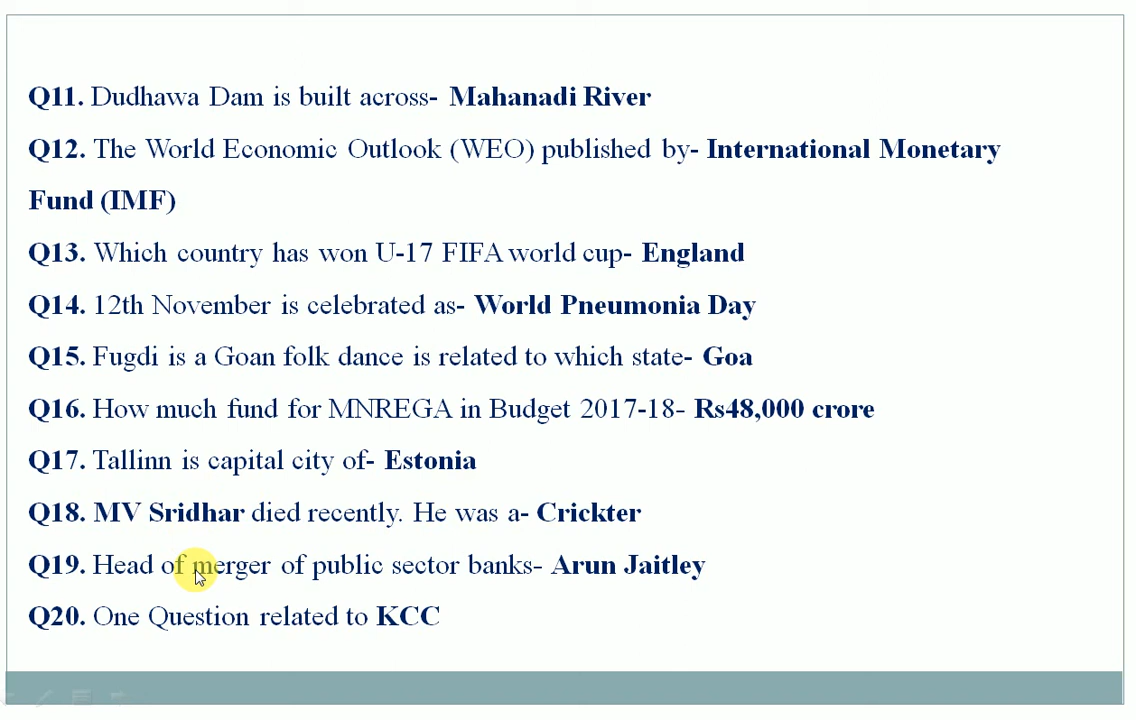 Q11. Dudhawa Dam is built across- Mahanadi River
Q12. The World Economic Outlook (WEO) published by- International Monetary
Fund (IMF)
Q13. Which country has won U-17 FIFA world cup- England
Q14. 12th November is celebrated as- World Pneumonia Day
Q15. Fugdi is a Goan folk dance is related to which state- Goa
Q16. How much fund for MNREGA in Budget 2017-18- Rs48,000 crore
Q17. Tallinn is capital city of- Estonia
Q18. MV Sridhar died recently. He was a- Crickter
Q19. Head of merger of public sector banks- Arun Jaitley
Q20. One Question related to KCC